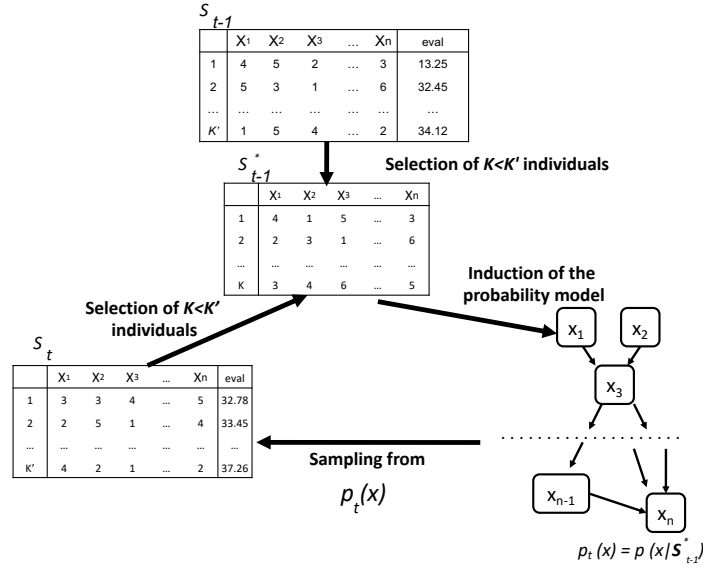 S t-1
X1 X2 X3 ... Xn eval
1 4 5 2 ... 3 13.25
2 5 3 1 ... 6 32.45
... ... ... ... ...
K' 1 5 4 ... 2 34.12
Selection of K<K' individuals
S * t-1
X1 X2 X3 ... Xn
1 4 1 5 ... 3
2 2 3 1 ... 6
... ... ... ... ...
K 3 4 6 ... 5
Selection of K<K'
individuals
Induction of the
probability model
x1 x2
x3
S t
X1 X2 X3 ... Xn eval
1 3 3 4 ... 5 32.78
2 2 5 1 ... 4 33.45
... ... ... ... ... ...
K' 4 2 1 ... 2 37.26
Sampling from
pt(x)
xn-1
xn
pt (x) = p (x|S*t-1)